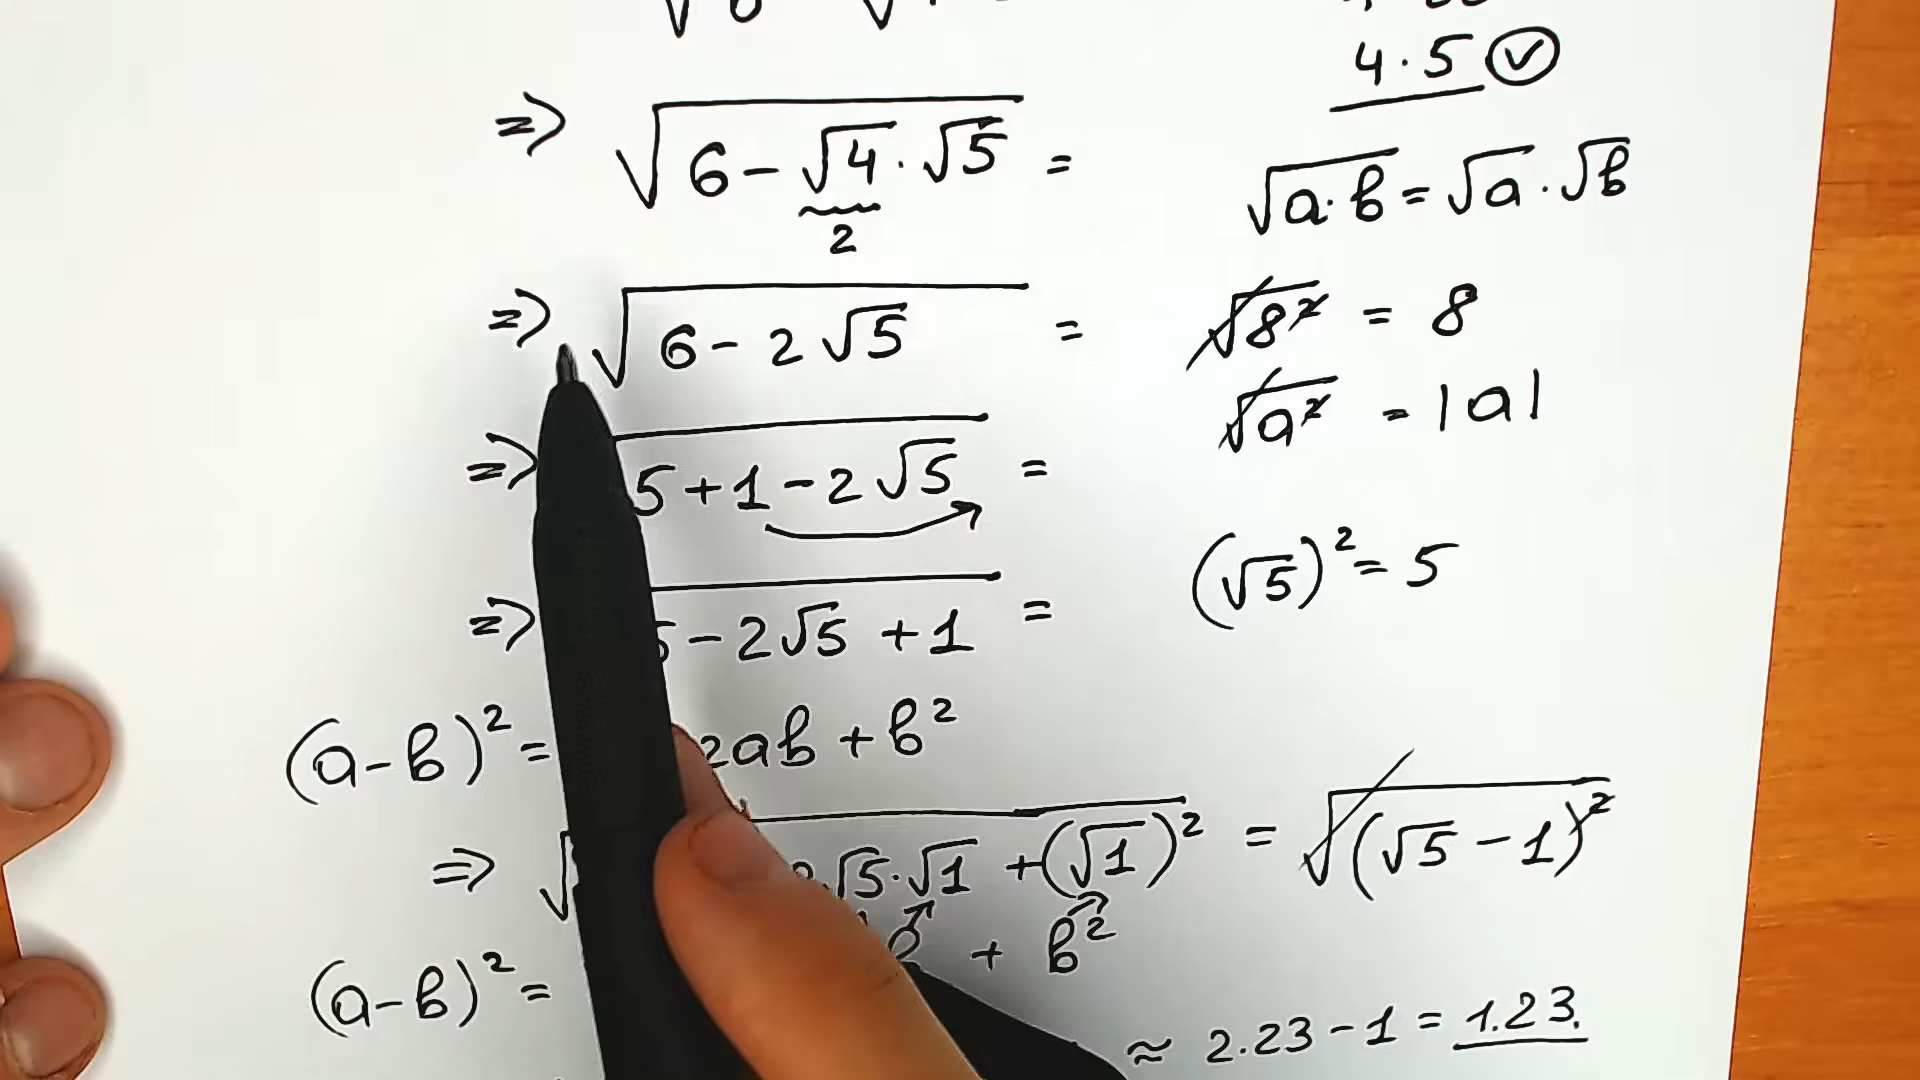 4 · 5 ✓
=> √(6 - √4 · √5) =
2
√(a · b) = √a · √b
=> √(6 - 2√5) =
√(8²) = 8
√(a²) = |a|
=> 5 + 1 - 2√5 =
(√5)² = 5
=> 5 - 2√5 + 1 =
(a - b)² = 2ab + b²
=> √ 2√5 · √1 + (√1)² = √((√5 - 1)²)
(a - b)² = b + b²
≈ 2.23 - 1 = 1.23.